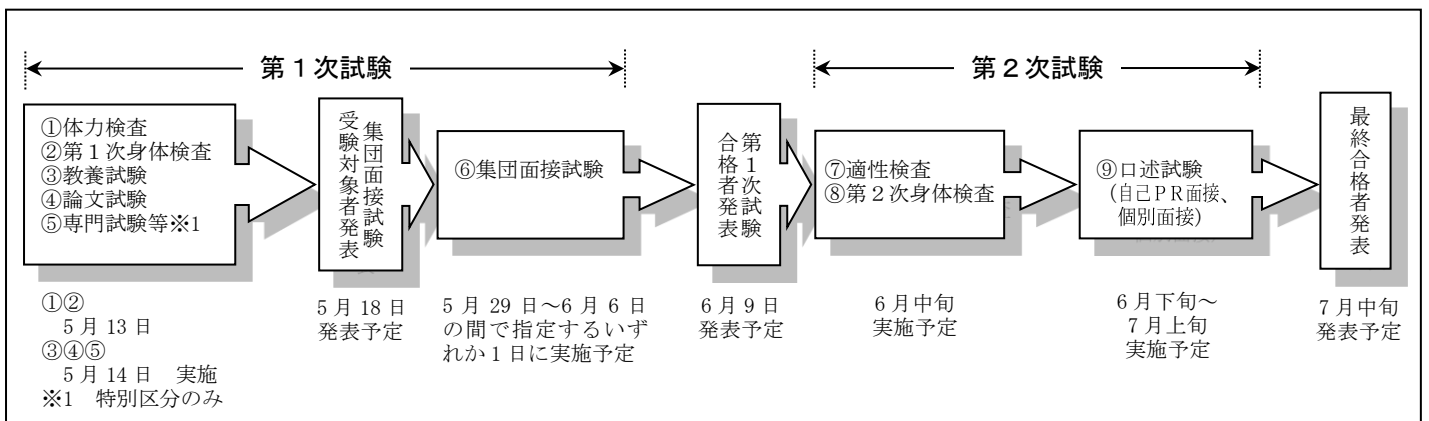 第１次試験
第２次試験
①体力検査
②第１次身体検査
③教養試験
④論文試験
⑤専門試験等※1
集団面接試験
受験対象者発表
⑥集団面接試験
第１次試験
合格者発表
⑦適性検査
⑧第２次身体検査
⑨口述試験
(自己ＰＲ面接、
個別面接)
最終合格者発表
①②
5月13日
③④⑤
5月14日　実施
※1　特別区分のみ
5月18日
発表予定
5月29日～6月6日
の間で指定するいず
れか1日に実施予定
6月9日
発表予定
6月中旬
実施予定
6月下旬～
7月上旬
実施予定
7月中旬
発表予定